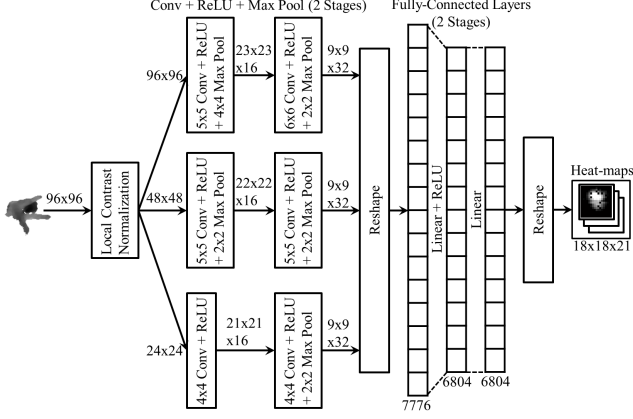 Conv + ReLU + Max Pool (2 Stages)
Fully-Connected Layers
(2 Stages)
96x96
5x5 Conv + ReLU
+ 4x4 Max Pool
23x23
x16
6x6 Conv + ReLU
+ 2x2 Max Pool
9x9
x32
96x96
Local Contrast
Normalization
48x48
5x5 Conv + ReLU
+ 2x2 Max Pool
22x22
x16
5x5 Conv + ReLU
+ 2x2 Max Pool
9x9
x32
24x24
4x4 Conv + ReLU
21x21
x16
4x4 Conv + ReLU
+ 2x2 Max Pool
9x9
x32
Reshape
Linear + ReLU
Linear
7776
6804
6804
Reshape
Heat-maps
18x18x21